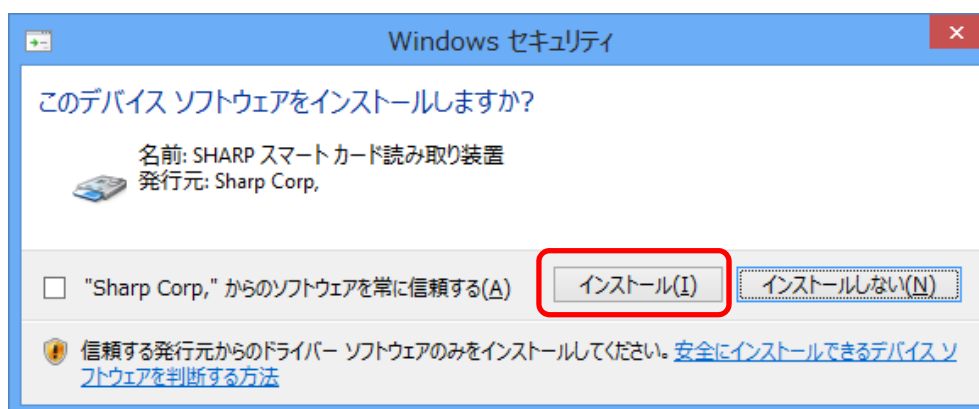 Windows セキュリティ
このデバイス ソフトウェアをインストールしますか?
名前: SHARP スマート カード読み取り装置
発行元: Sharp Corp,
"Sharp Corp," からのソフトウェアを常に信頼する(A)
インストール(I)
インストールしない(N)
信頼する発行元からのドライバー ソフトウェアのみをインストールしてください。安全にインストールできるデバイス ソ
フトウェアを判断する方法